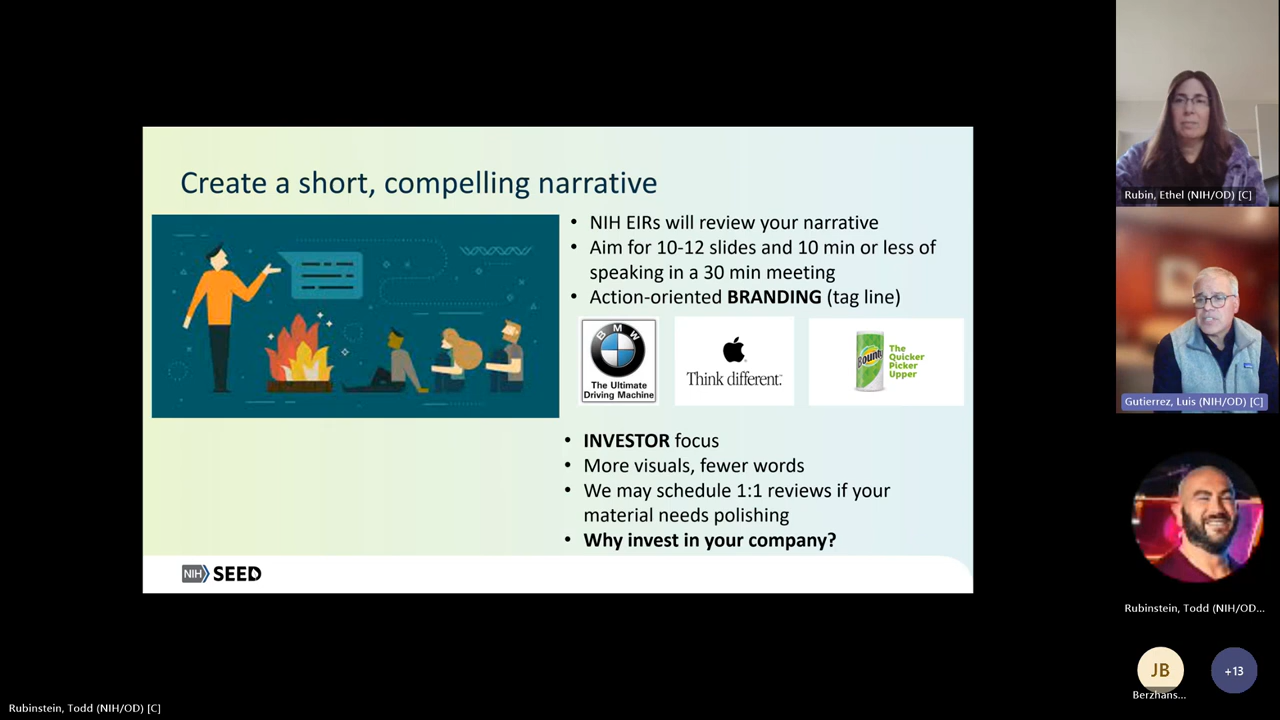 Create a short, compelling narrative
• NIH EIRs will review your narrative
• Aim for 10-12 slides and 10 min or less of
speaking in a 30 min meeting
• Action-oriented BRANDING (tag line)
BMW
The Ultimate
Driving Machine
Think different.
Bounty
The
Quicker
Picker
Upper
• INVESTOR focus
• More visuals, fewer words
• We may schedule 1:1 reviews if your
material needs polishing
• Why invest in your company?
NIH SEED
Rubin, Ethel (NIH/OD) [C]
Gutierrez, Luis (NIH/OD) [C]
Rubinstein, Todd (NIH/OD...
JB
+13
Berzhans...
Rubinstein, Todd (NIH/OD) [C]